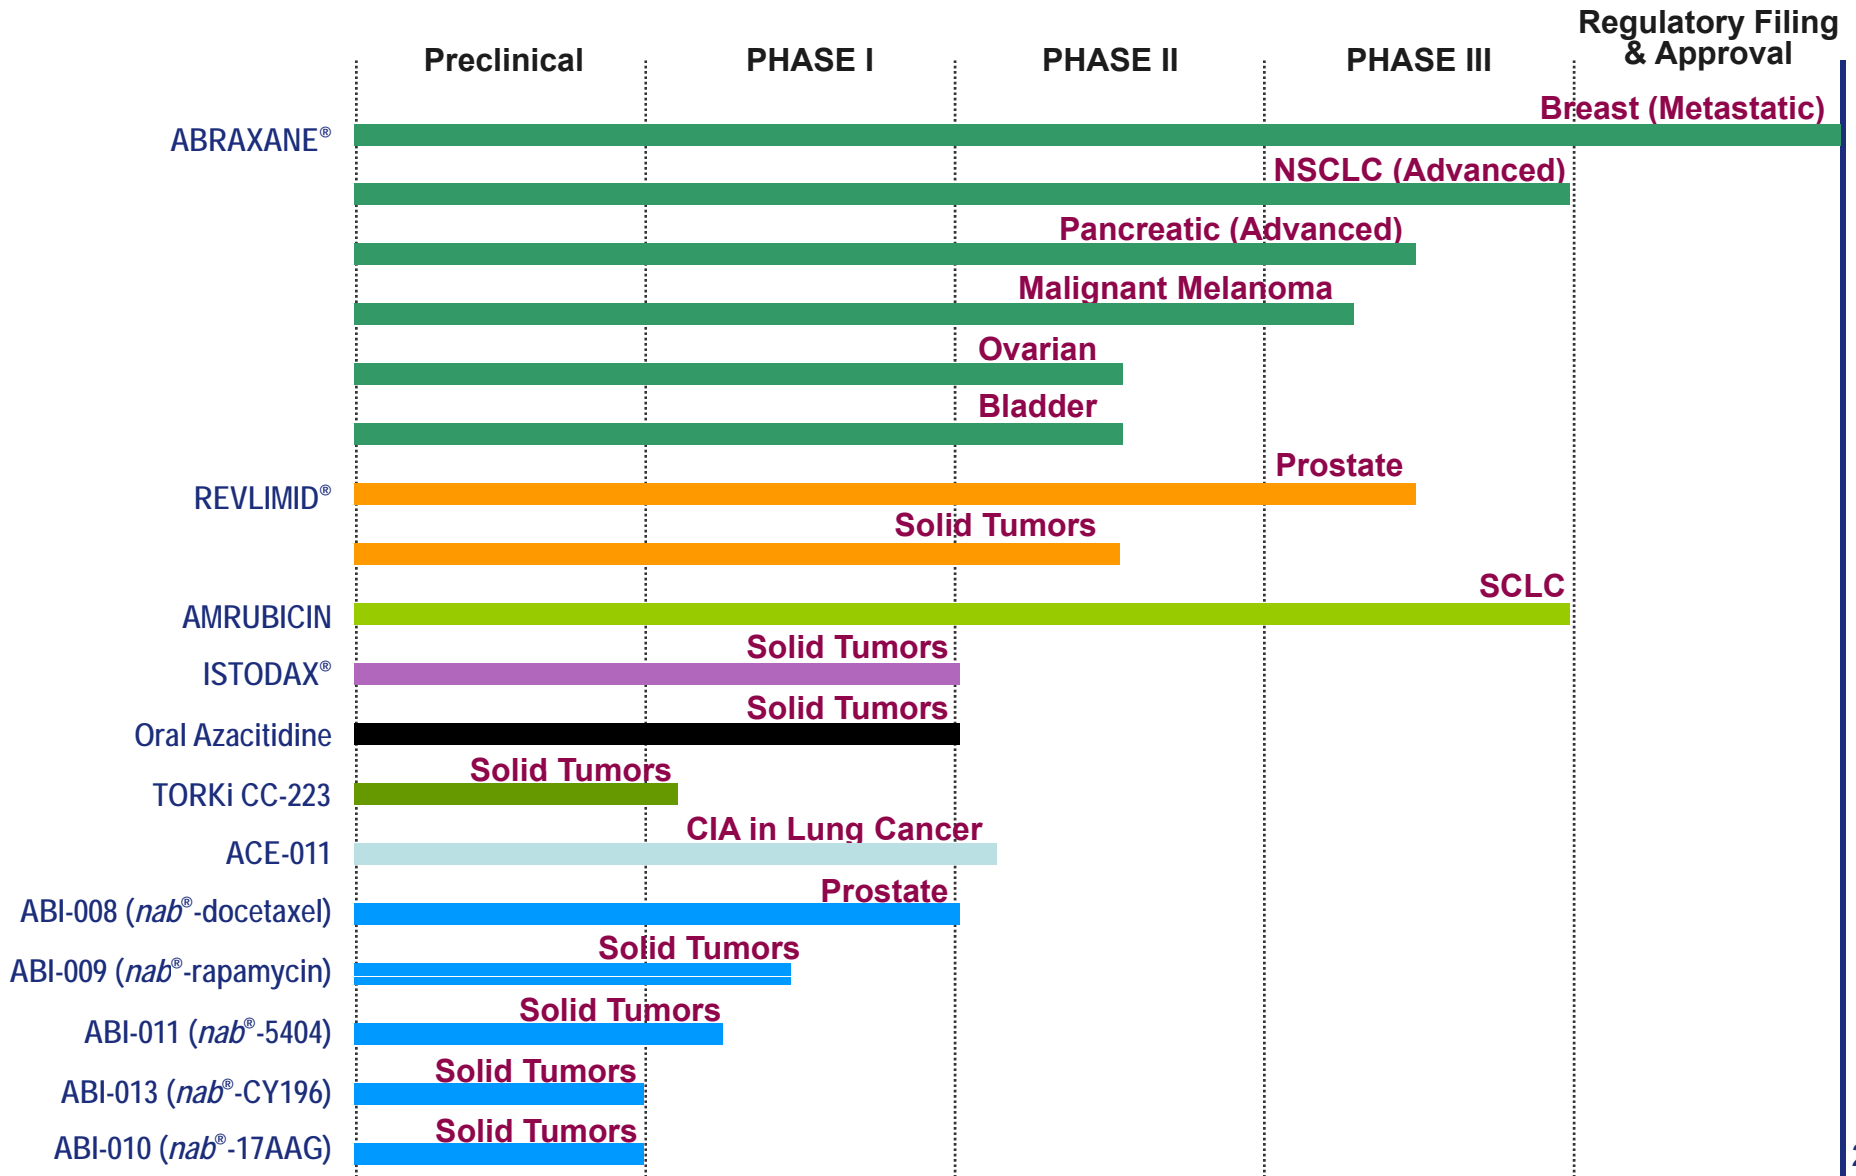 Regulatory Filing
& Approval
Preclinical PHASE I PHASE II PHASE III
Breast (Metastatic)
ABRAXANE®
NSCLC (Advanced)
Pancreatic (Advanced)
Malignant Melanoma
Ovarian
Bladder
Prostate
REVLIMID®
Solid Tumors
SCLC
AMRUBICIN
Solid Tumors
ISTODAX®
Solid Tumors
Oral Azacitidine
Solid Tumors
TORKi CC-223
CIA in Lung Cancer
ACE-011
Prostate
ABI-008 (nab®-docetaxel)
Solid Tumors
ABI-009 (nab®-rapamycin)
Solid Tumors
ABI-011 (nab®-5404)
Solid Tumors
ABI-013 (nab®-CY196)
Solid Tumors
ABI-010 (nab®-17AAG)